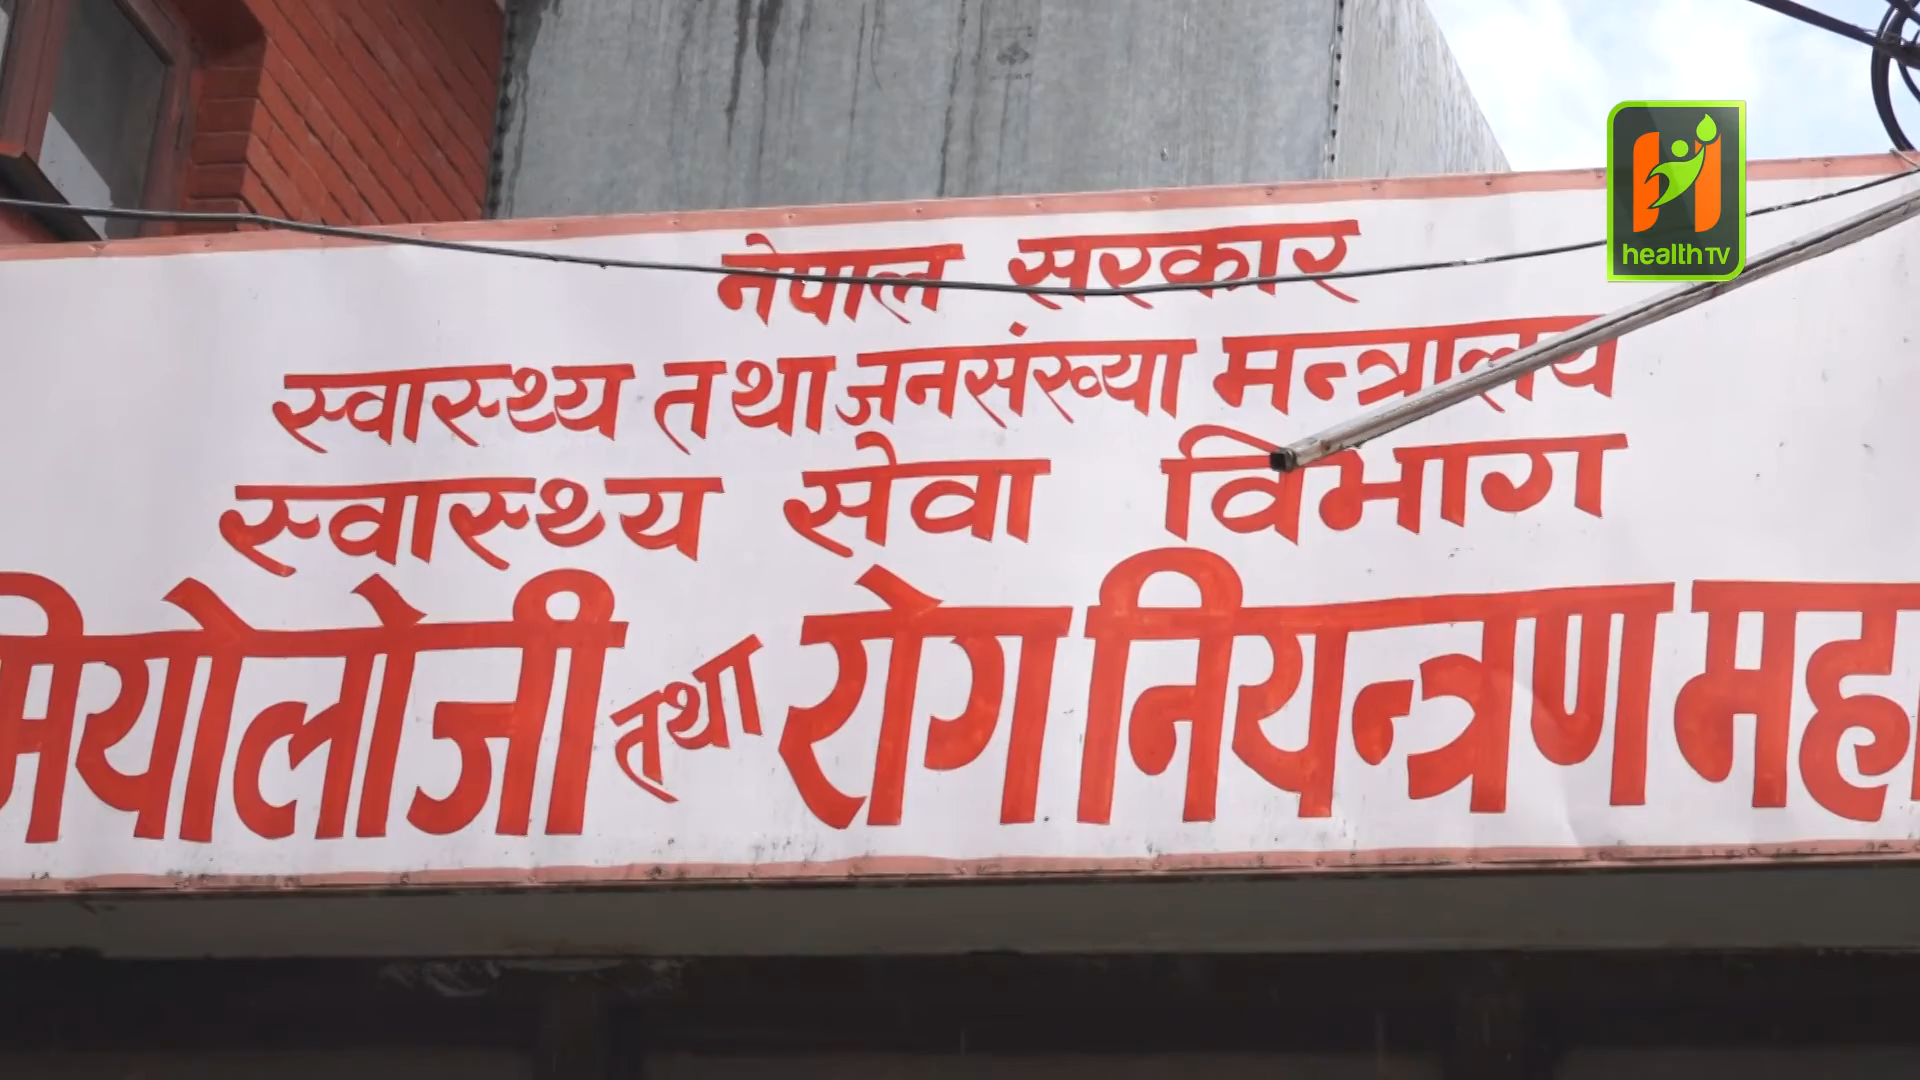 नेपाल सरकार
स्वास्थ्य तथा जनसंख्या मन्त्रालय
स्वास्थ्य सेवा विभाग
मियोलोजी तथा रोग नियन्त्रण महा
health TV